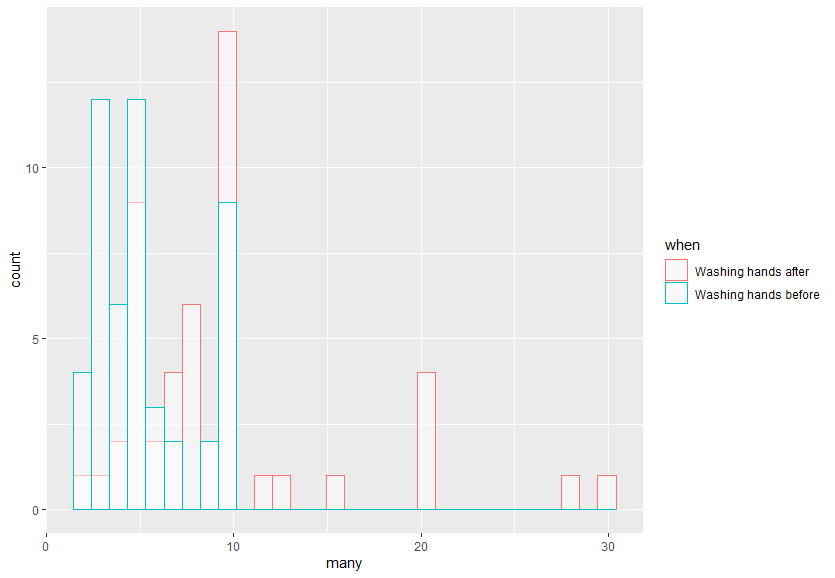 count
10
5
0
0
10
20
30
many
when
Washing hands after
Washing hands before